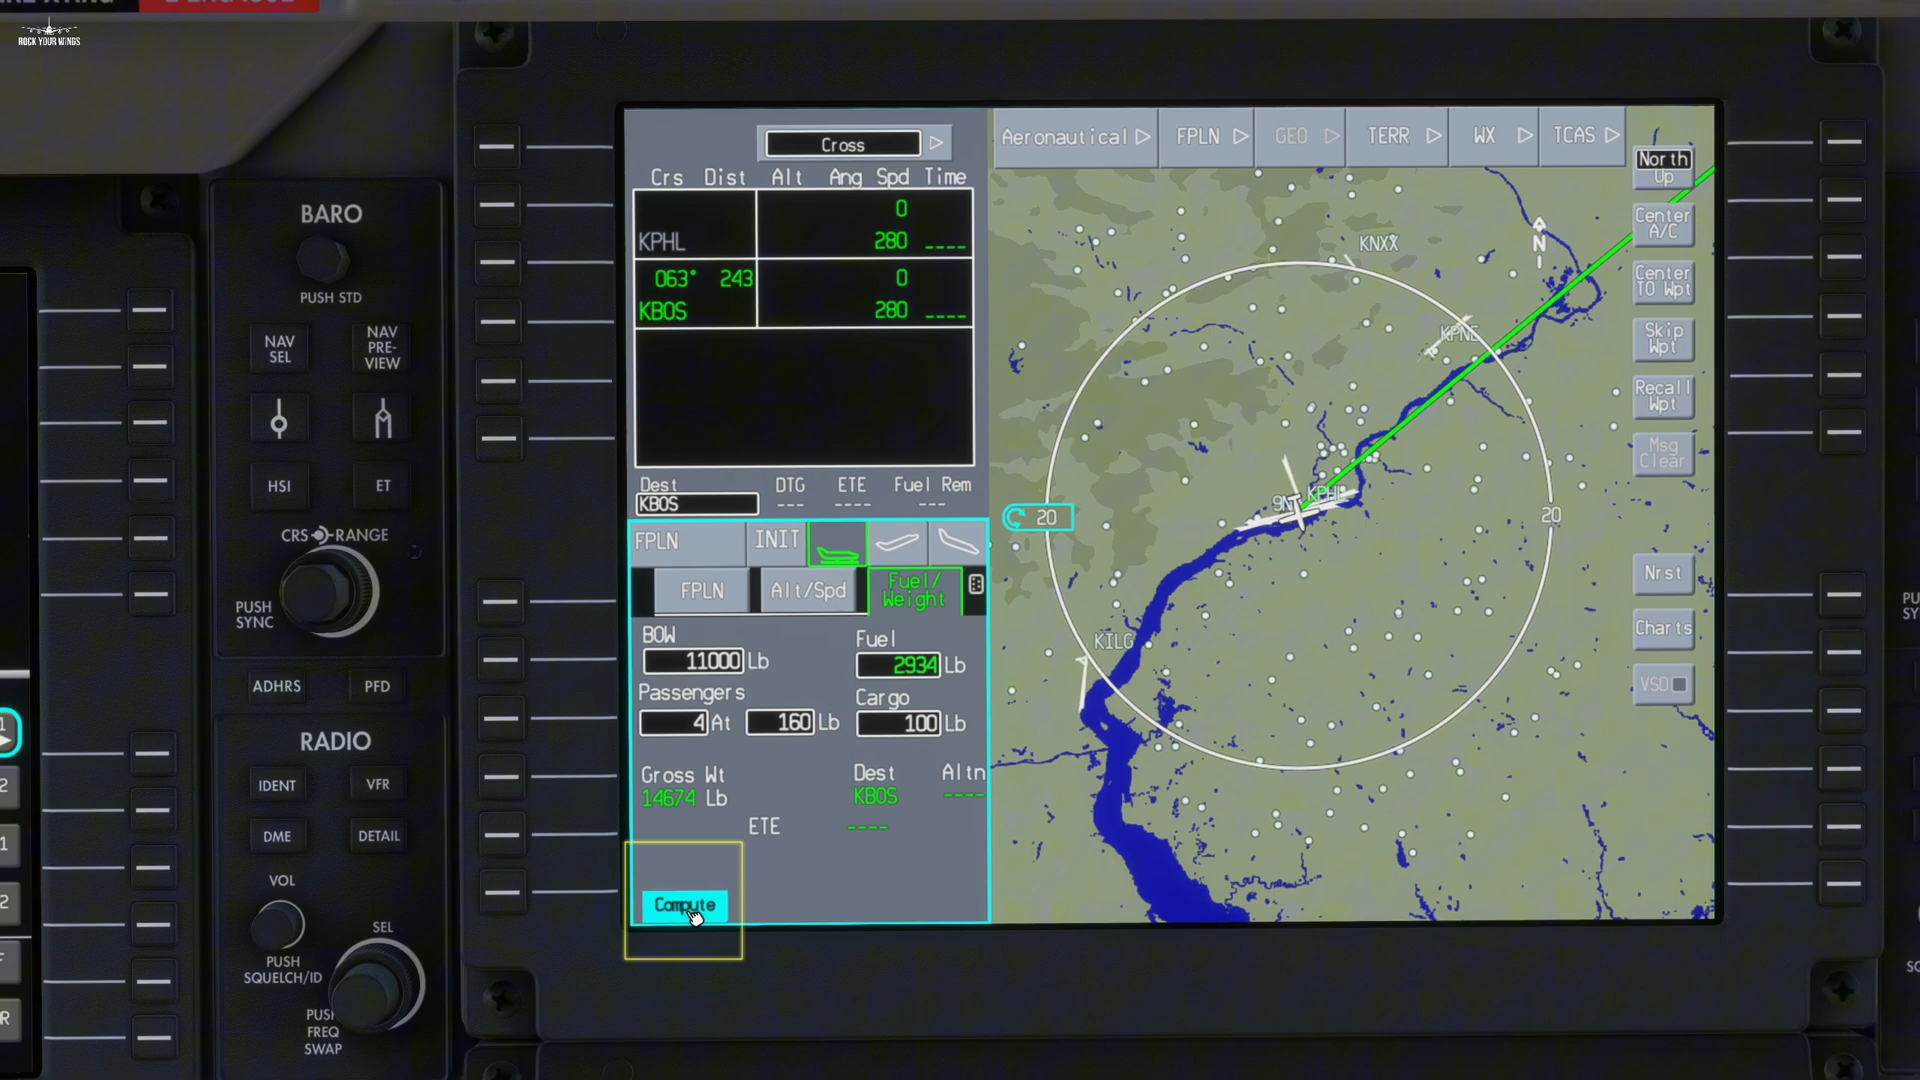 ROCK YOUR WINGS
BARO
PUSH STD
NAV
SEL
NAV
PRE-
VIEW
HSI
ET
CRS
RANGE
PUSH
SYNC
ADHRS
PFD
RADIO
IDENT
VFR
DME
DETAIL
VOL
SEL
PUSH
SQUELCH/ID
PUSH
FREQ
SWAP
Cross
Crs Dist Alt Ang Spd Time
0
KPHL 280 ----
063° 243 0
KBOS 280 ----
Dest DTG ETE Fuel Rem
KBOS --- ---- ---
FPLN INIT
FPLN Alt/Spd Fuel/
Weight
BOW Fuel
11000 Lb 2934 Lb
Passengers Cargo
4 At 160 Lb 100 Lb
Gross Wt Dest Altn
14674 Lb KBOS ----
ETE ----
Compute
Aeronautical FPLN GEO TERR WX TCAS
North
Up
Center
A/C
Center
TO Wpt
Skip
Wpt
Recall
Wpt
Msg
Clear
Nrst
Charts
VSD
N
KNXX
KPNE
KPHL
KILG
20
20